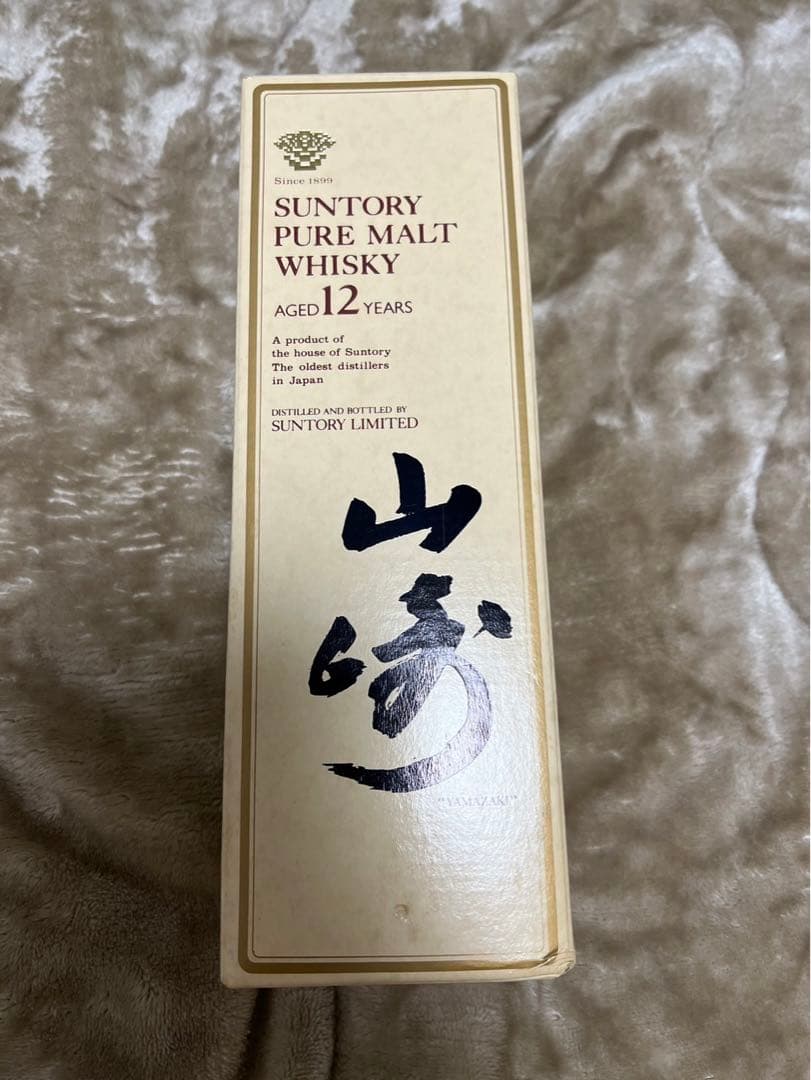 Since 1899
SUNTORY
PURE MALT
WHISKY
AGED 12 YEARS
A product of
the house of Suntory
The oldest distillers
in Japan
DISTILLED AND BOTTLED BY
SUNTORY LIMITED
山
崎
"YAMAZAKI"